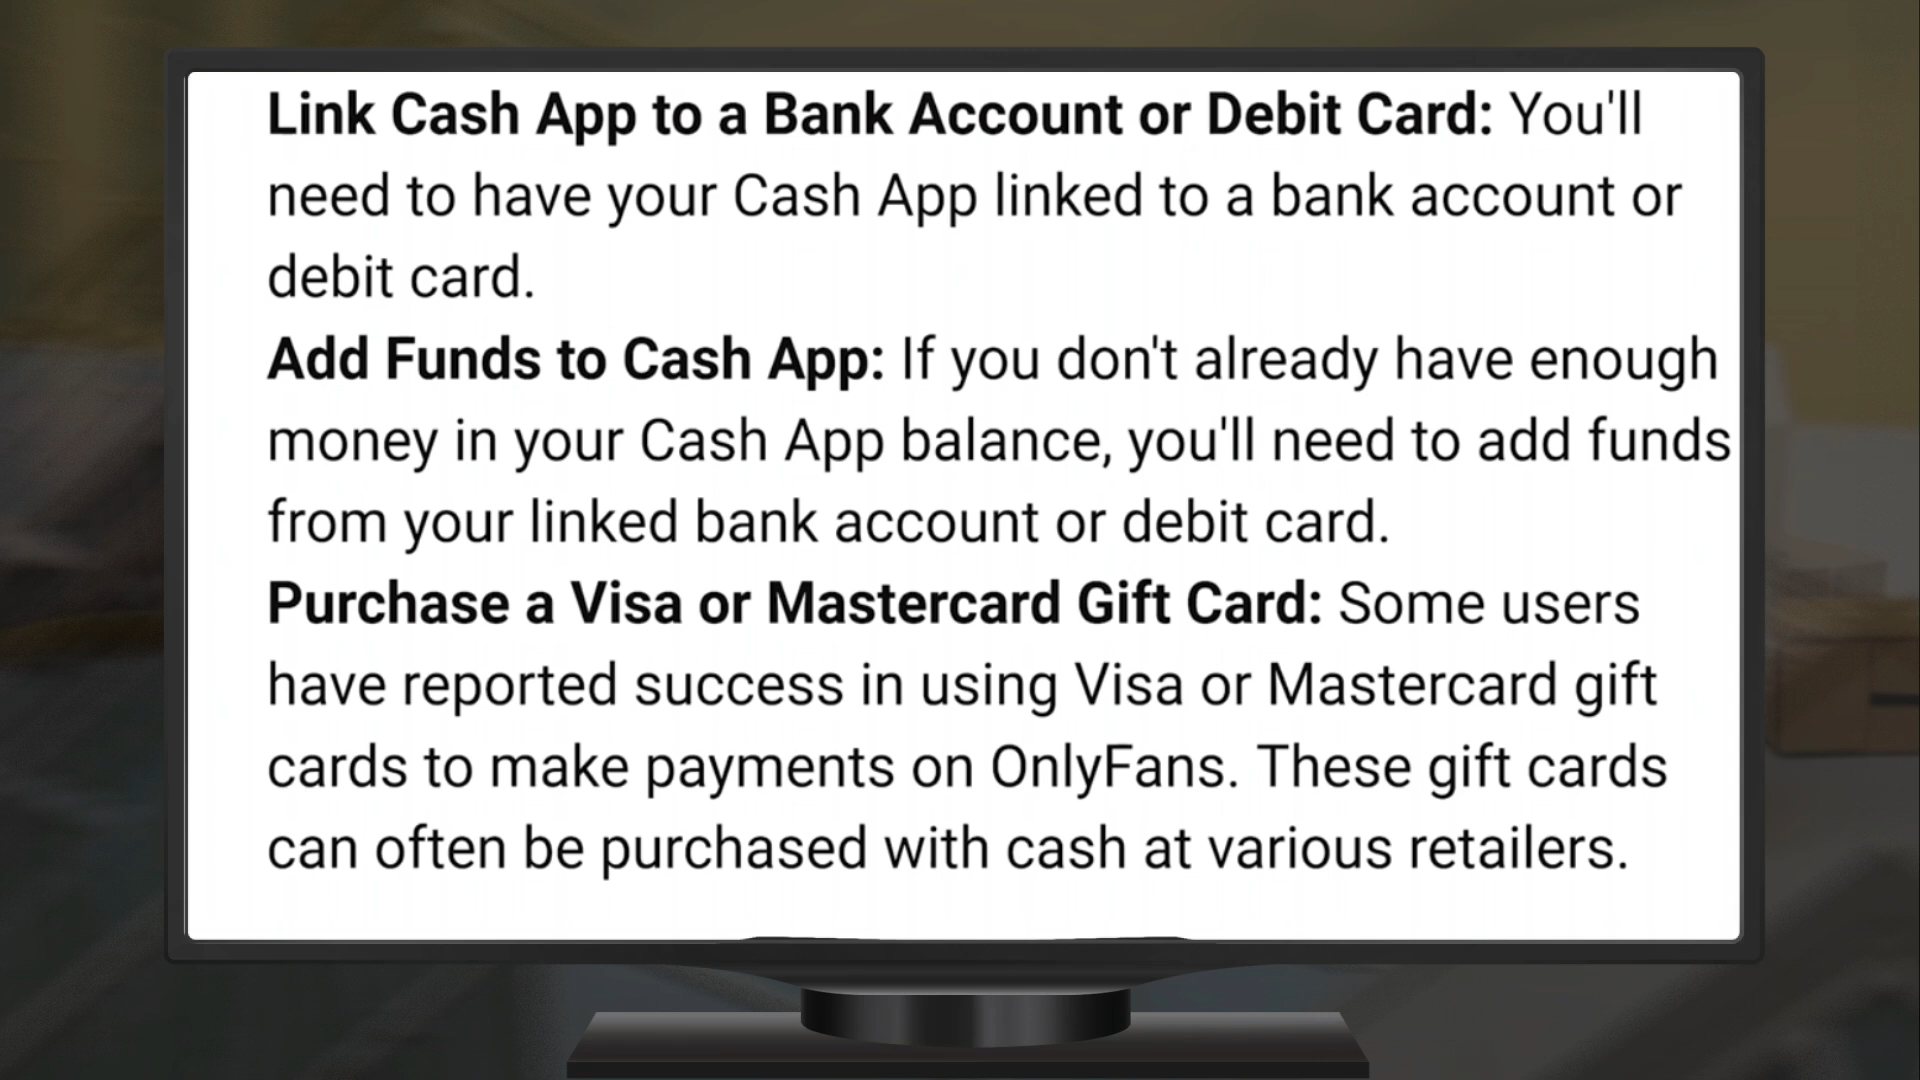 Link Cash App to a Bank Account or Debit Card: You'll
need to have your Cash App linked to a bank account or
debit card.
Add Funds to Cash App: If you don't already have enough
money in your Cash App balance, you'll need to add funds
from your linked bank account or debit card.
Purchase a Visa or Mastercard Gift Card: Some users
have reported success in using Visa or Mastercard gift
cards to make payments on OnlyFans. These gift cards
can often be purchased with cash at various retailers.